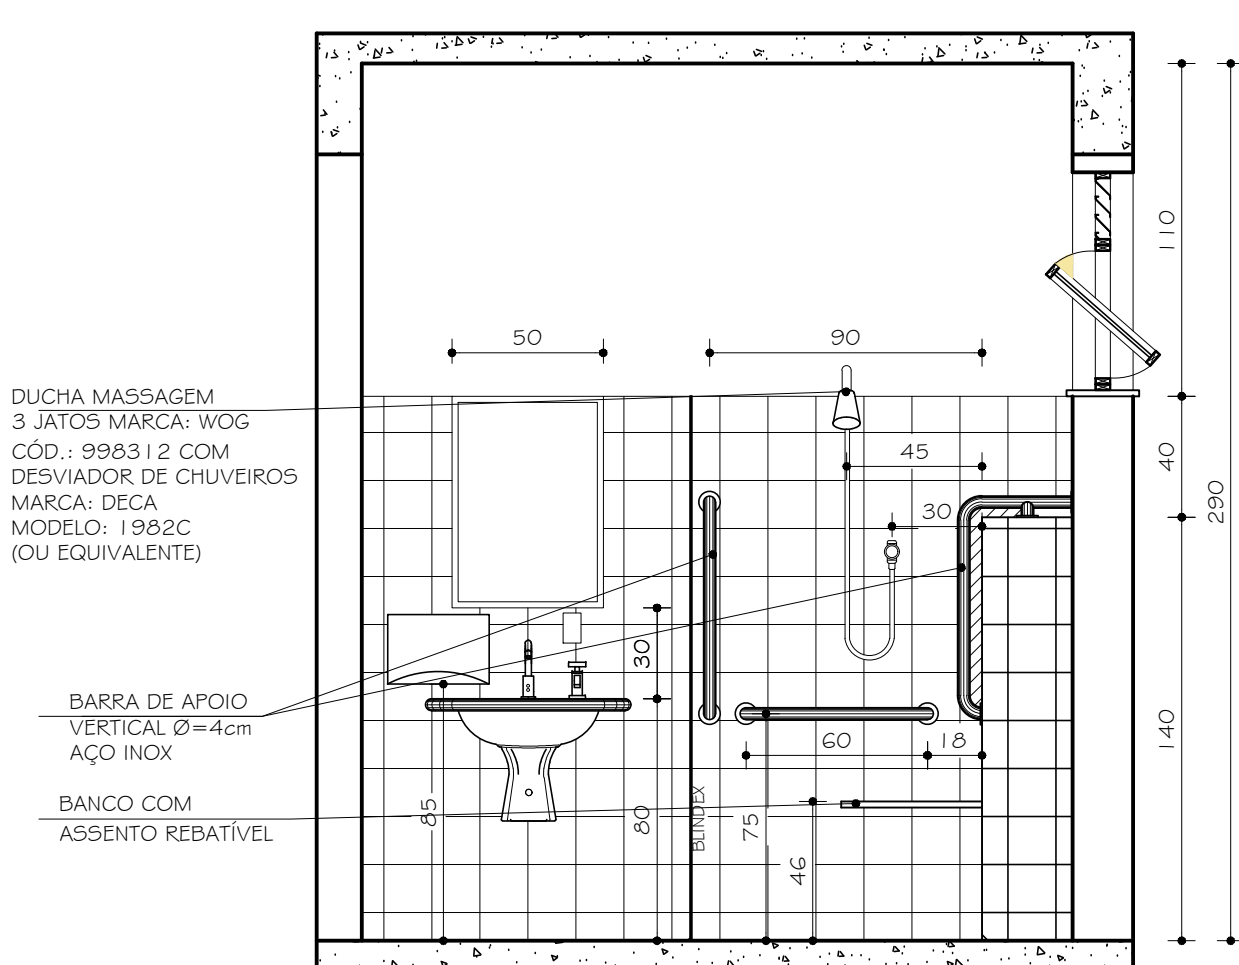 50
90
110
DUCHA MASSAGEM
3 JATOS MARCA: WOG
CÓD.: 998312 COM
DESVIADOR DE CHUVEIROS
MARCA: DECA
MODELO: 1982C
(OU EQUIVALENTE)
45
40
290
30
30
BARRA DE APOIO
VERTICAL Ø=4cm
AÇO INOX
60
18
140
BANCO COM
ASSENTO REBATÍVEL
85
80
BLINDEX
75
46